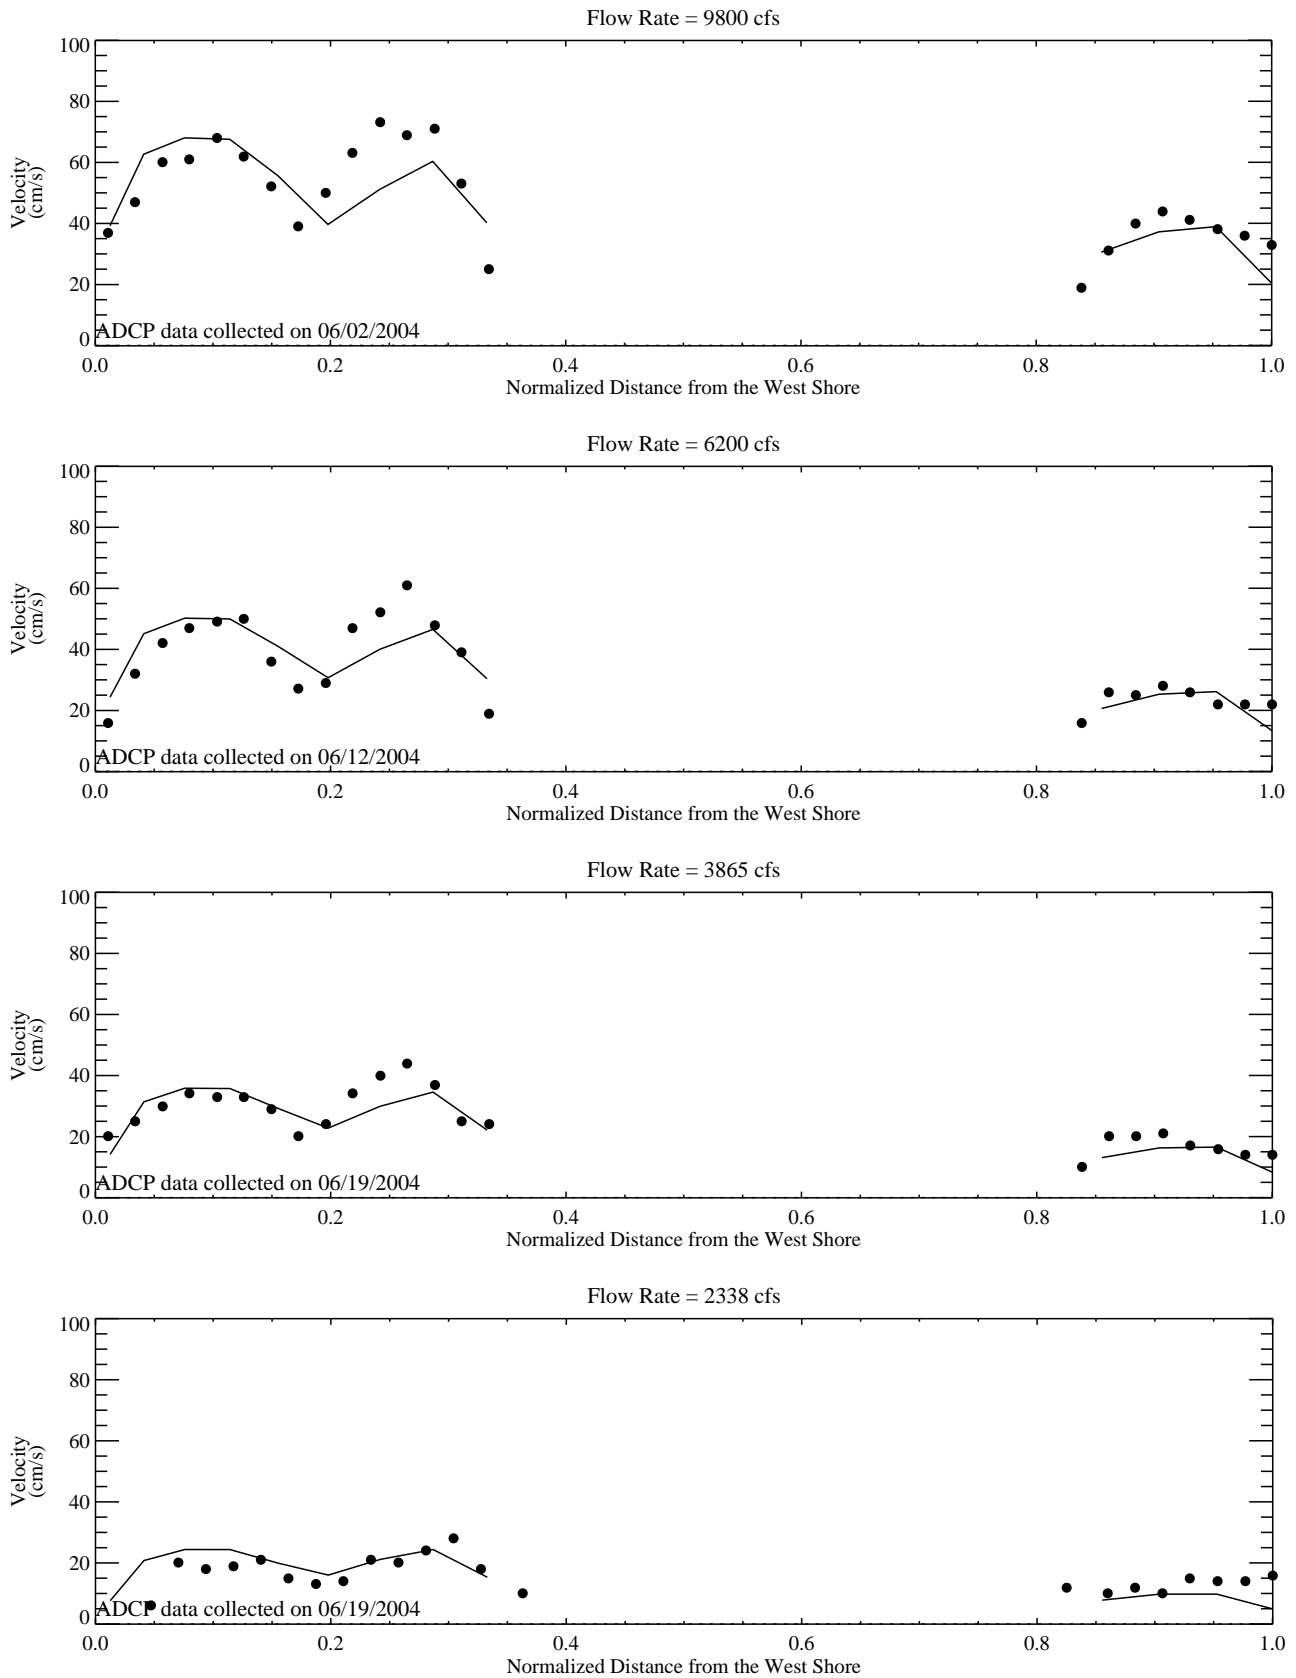 Flow Rate = 9800 cfs
100
80
60
40
20
0
Velocity
(cm/s)
ADCP data collected on 06/02/2004
0.0 0.2 0.4 0.6 0.8 1.0
Normalized Distance from the West Shore
Flow Rate = 6200 cfs
100
80
60
40
20
0
Velocity
(cm/s)
ADCP data collected on 06/12/2004
0.0 0.2 0.4 0.6 0.8 1.0
Normalized Distance from the West Shore
Flow Rate = 3865 cfs
100
80
60
40
20
0
Velocity
(cm/s)
ADCP data collected on 06/19/2004
0.0 0.2 0.4 0.6 0.8 1.0
Normalized Distance from the West Shore
Flow Rate = 2338 cfs
100
80
60
40
20
0
Velocity
(cm/s)
ADCP data collected on 06/19/2004
0.0 0.2 0.4 0.6 0.8 1.0
Normalized Distance from the West Shore